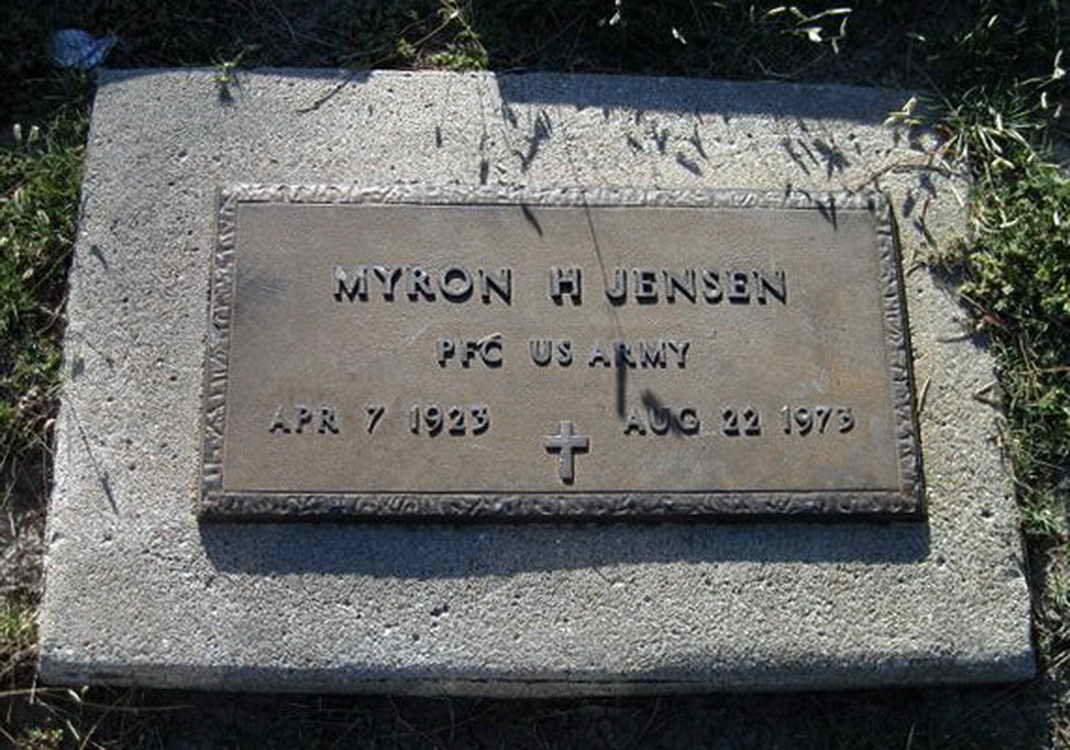 MYRON H JENSEN
PFC US ARMY
APR 7 1923 AUG 22 1973